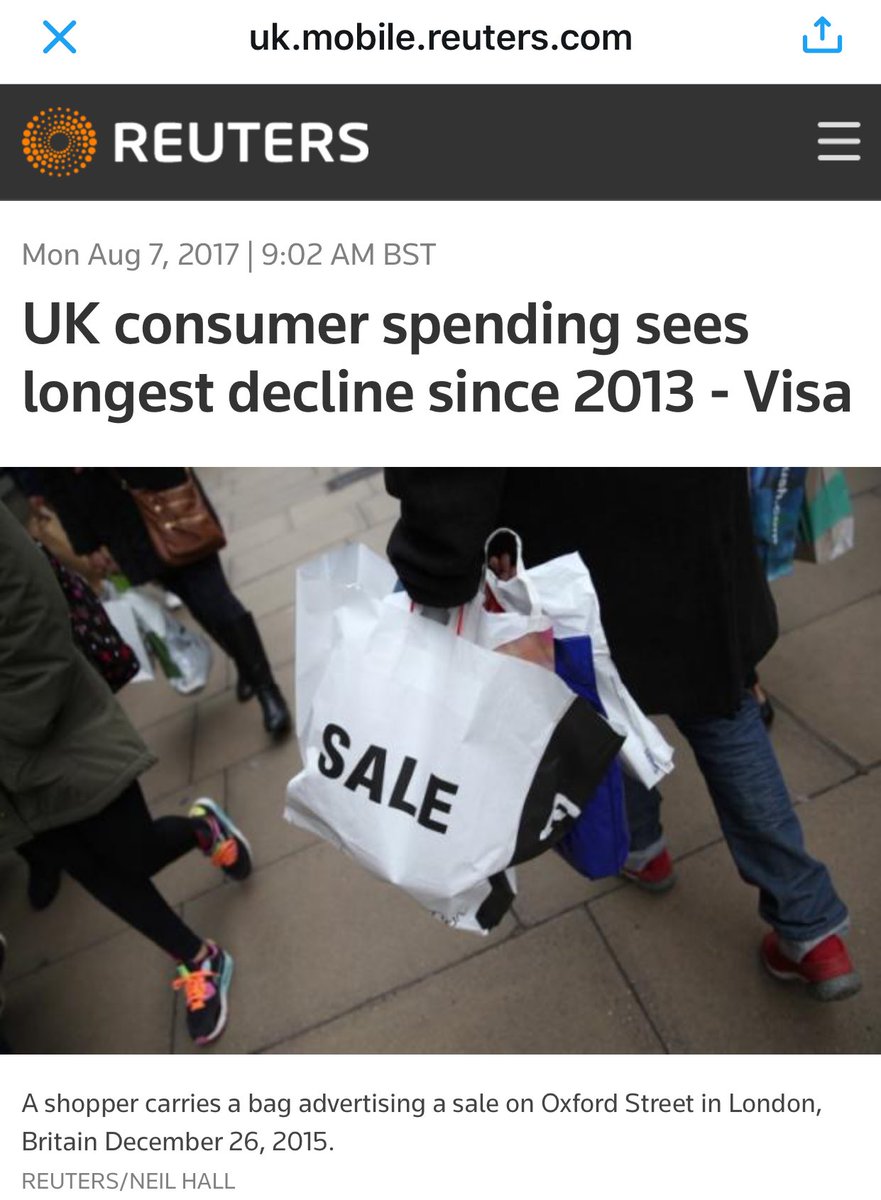 uk.mobile.reuters.com
REUTERS
Mon Aug 7, 2017 | 9:02 AM BST
UK consumer spending sees
longest decline since 2013 - Visa
SALE
A shopper carries a bag advertising a sale on Oxford Street in London,
Britain December 26, 2015.
REUTERS/NEIL HALL